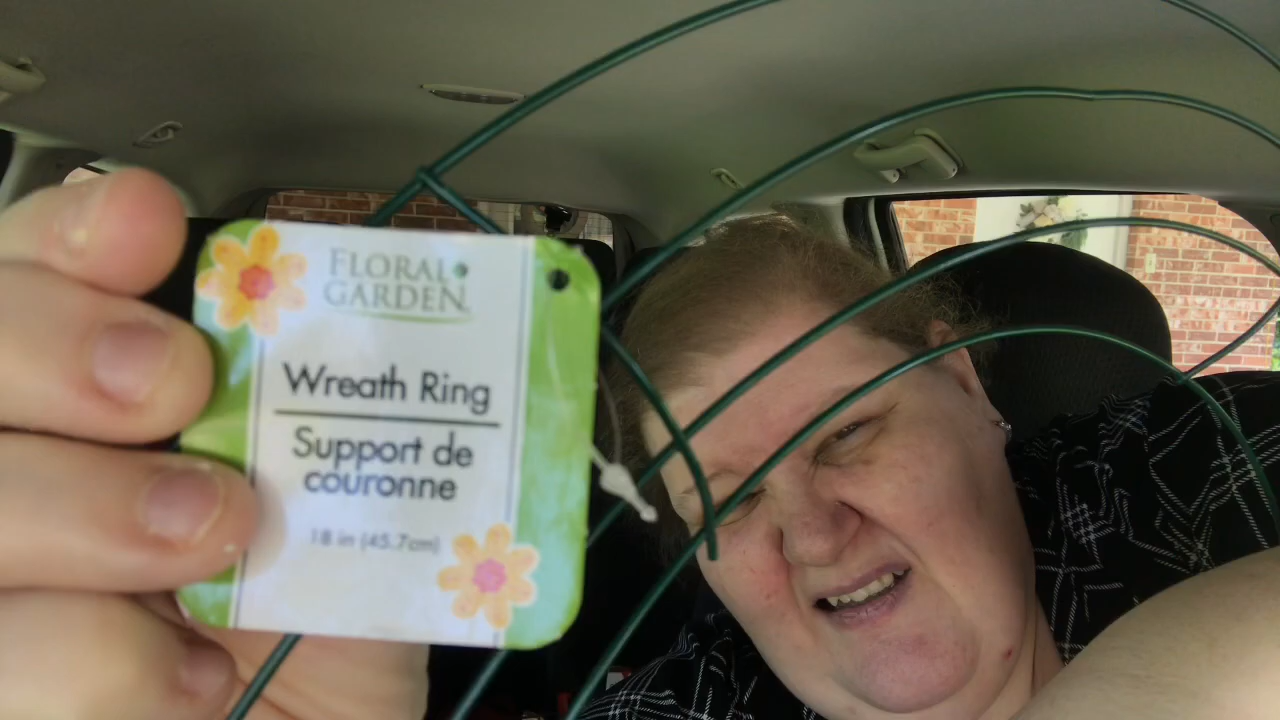 FLORAL
GARDEN
Wreath Ring
Support de
couronne
18 in (45.7cm)